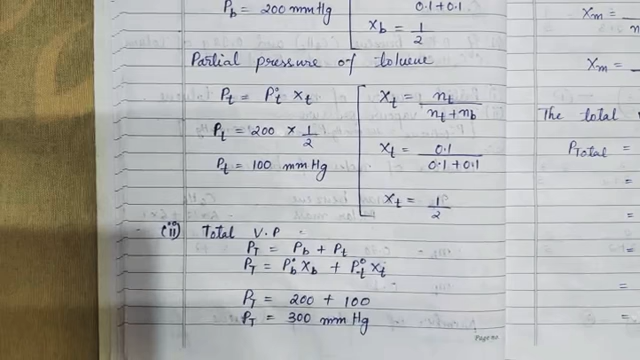 P_b = 200 mm Hg
0.1+0.1
x_b = 1/2
Partial pressure of toluene
P_t = P°_t x_t
x_t = n_t / (n_t + n_b)
P_t = 200 × 1/2
x_t = 0.1 / (0.1+0.1)
P_t = 100 mm Hg
x_t = 1/2
(ii) Total V.P
P_T = P_b + P_t
P_T = P°_b x_b + P°_t x_t
P_T = 200 + 100
P_T = 300 mm Hg
Page no
x_m =
x_m =
The total
P_Total =
=
=
=
=
=